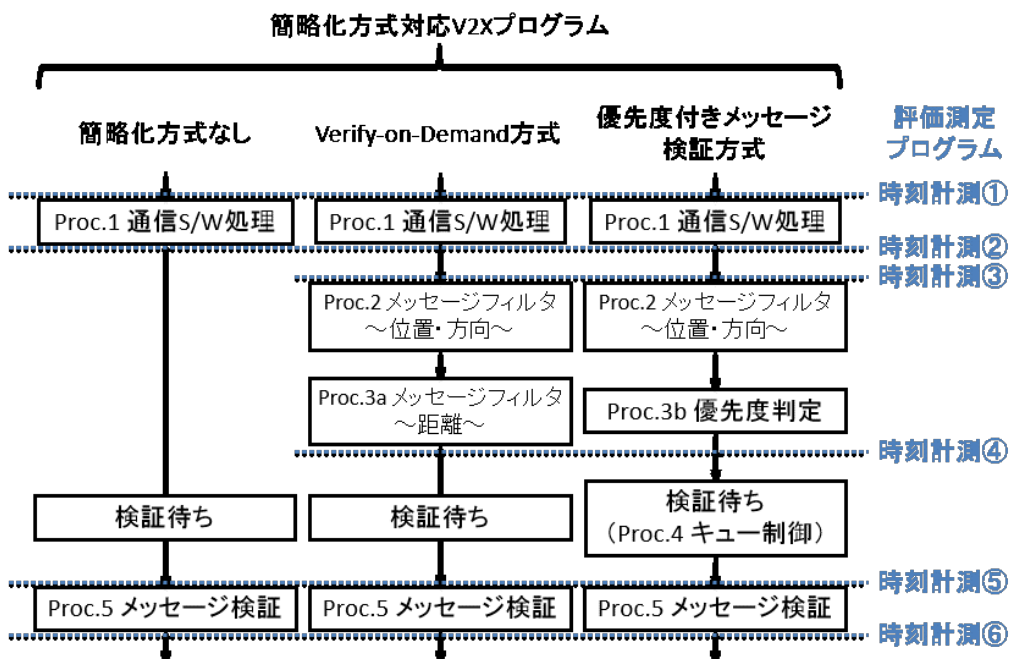 簡略化方式対応V2Xプログラム
簡略化方式なし
Verify-on-Demand方式
優先度付きメッセージ
検証方式
評価測定
プログラム
時刻計測①
Proc.1 通信S/W処理
Proc.1 通信S/W処理
Proc.1 通信S/W処理
時刻計測②
時刻計測③
Proc.2 メッセージフィルタ
～位置・方向～
Proc.2 メッセージフィルタ
～位置・方向～
Proc.3a メッセージフィルタ
～距離～
Proc.3b 優先度判定
時刻計測④
検証待ち
検証待ち
検証待ち
（Proc.4 キュー制御）
時刻計測⑤
Proc.5 メッセージ検証
Proc.5 メッセージ検証
Proc.5 メッセージ検証
時刻計測⑥